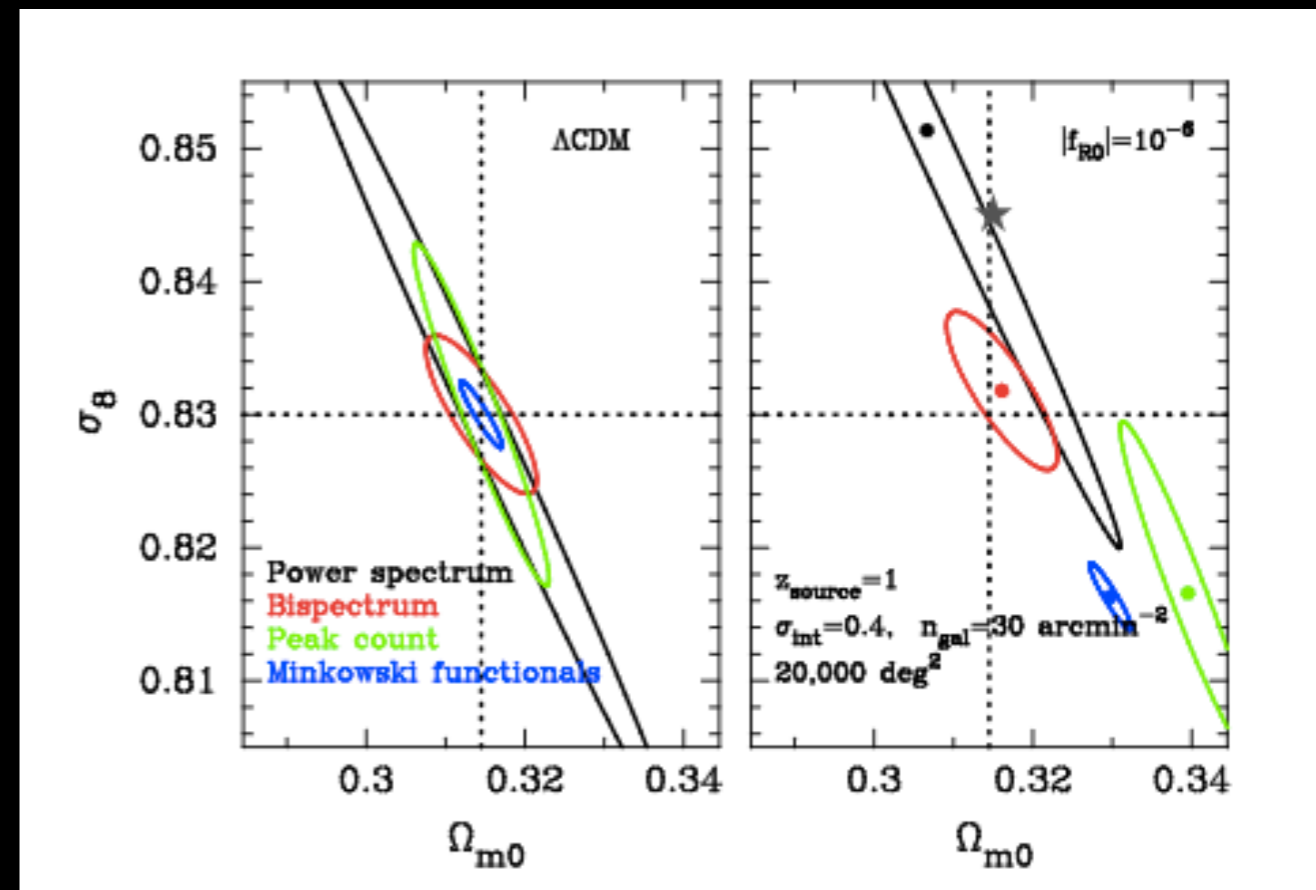 ΛCDM
|f_R0|=10^-6
0.85
0.84
0.83
0.82
0.81
σ_8
Power spectrum
Bispectrum
Peak count
Minkowski functionals
z_source=1
σ_int=0.4, n_gal=30 arcmin^-2
20,000 deg^2
0.3 0.32 0.34
0.3 0.32 0.34
Ω_m0
Ω_m0